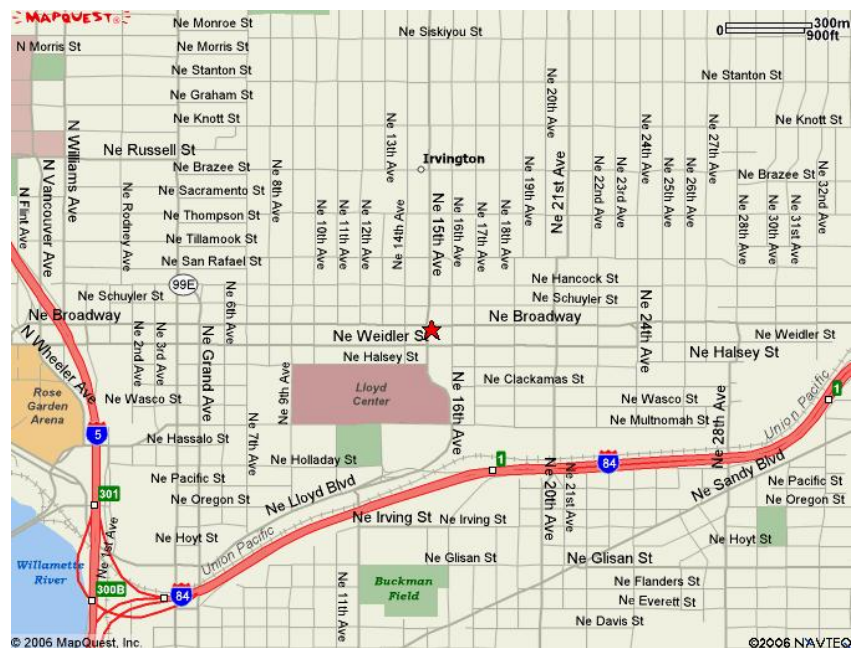 MAPQUEST®
300m
0
900ft
Ne Monroe St
Ne Siskiyou St
N Morris St
Ne Morris St
Ne Stanton St
Ne Stanton St
Ne Graham St
Ne Knott St
Ne Knott St
Ne 20th Ave
Ne 13th Ave
Ne 24th Ave
Ne 27th Ave
N Williams Ave
Ne Russell St
Irvington
N Vancouver Ave
Ne Brazee St
Ne Brazee St
Ne 8th Ave
Ne 19th Ave
Ne 21st Ave
Ne 22nd Ave
Ne 23rd Ave
Ne 25th Ave
Ne 26th Ave
Ne 32nd Ave
N Flint Ave
Ne Rodney Ave
Ne Sacramento St
Ne Thompson St
Ne Tillamook St
Ne San Rafael St
Ne 10th Ave
Ne 11th Ave
Ne 12th Ave
Ne 14th Ave
Ne 15th Ave
Ne 16th Ave
Ne 17th Ave
Ne 18th Ave
Ne 28th Ave
Ne 30th Ave
Ne 31st Ave
99E
Ne Hancock St
Ne Schuyler St
Ne Schuyler St
Ne 6th Ave
Ne Broadway
Ne Broadway
Ne 24th Ave
N Wheeler Ave
Ne 2nd Ave
Ne 3rd Ave
Ne Grand Ave
Ne Weidler St
Ne Weidler St
Ne Halsey St
Ne Halsey St
Ne 9th Ave
Lloyd
Center
Ne 16th Ave
Ne Clackamas St
Rose
Garden
Arena
Ne Wasco St
Ne Wasco St
Ne Multnomah St
Ne 28th Ave
Union Pacific
1
5
Ne Hassalo St
Ne 7th Ave
Ne Holladay St
1
84
Ne Pacific St
Ne Lloyd Blvd
Ne 20th Ave
Ne 21st Ave
Ne Sandy Blvd
Ne Pacific St
301
Ne Oregon St
Ne Oregon St
Ne Irving St
Ne Irving St
Ne Hoyt St
Ne Hoyt St
Ne 1st Ave
Union Pacific
Ne Glisan St
Ne Glisan St
Willamette
River
300B
84
Ne 11th Ave
Buckman
Field
Ne Flanders St
Ne Everett St
Ne Davis St
© 2006 MapQuest, Inc.
©2006 NAVTEQ